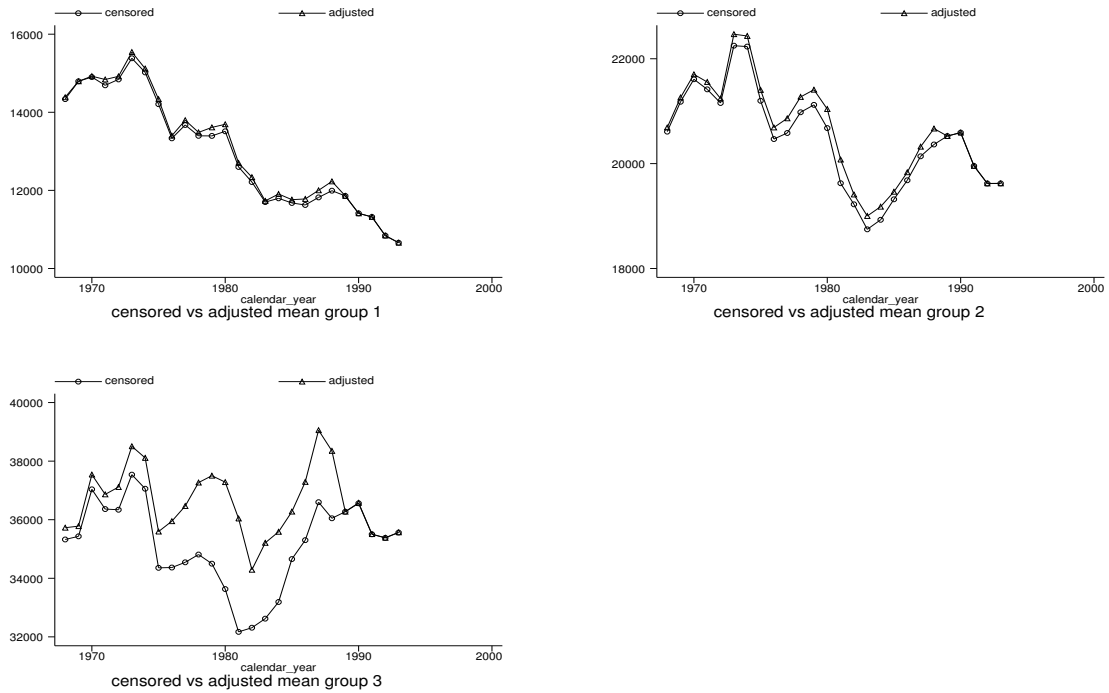 censored adjusted
16000
14000
12000
10000
1970 1980 1990 2000
calendar_year
censored vs adjusted mean group 1
censored adjusted
22000
20000
18000
1970 1980 1990 2000
calendar_year
censored vs adjusted mean group 2
censored adjusted
40000
38000
36000
34000
32000
1970 1980 1990 2000
calendar_year
censored vs adjusted mean group 3